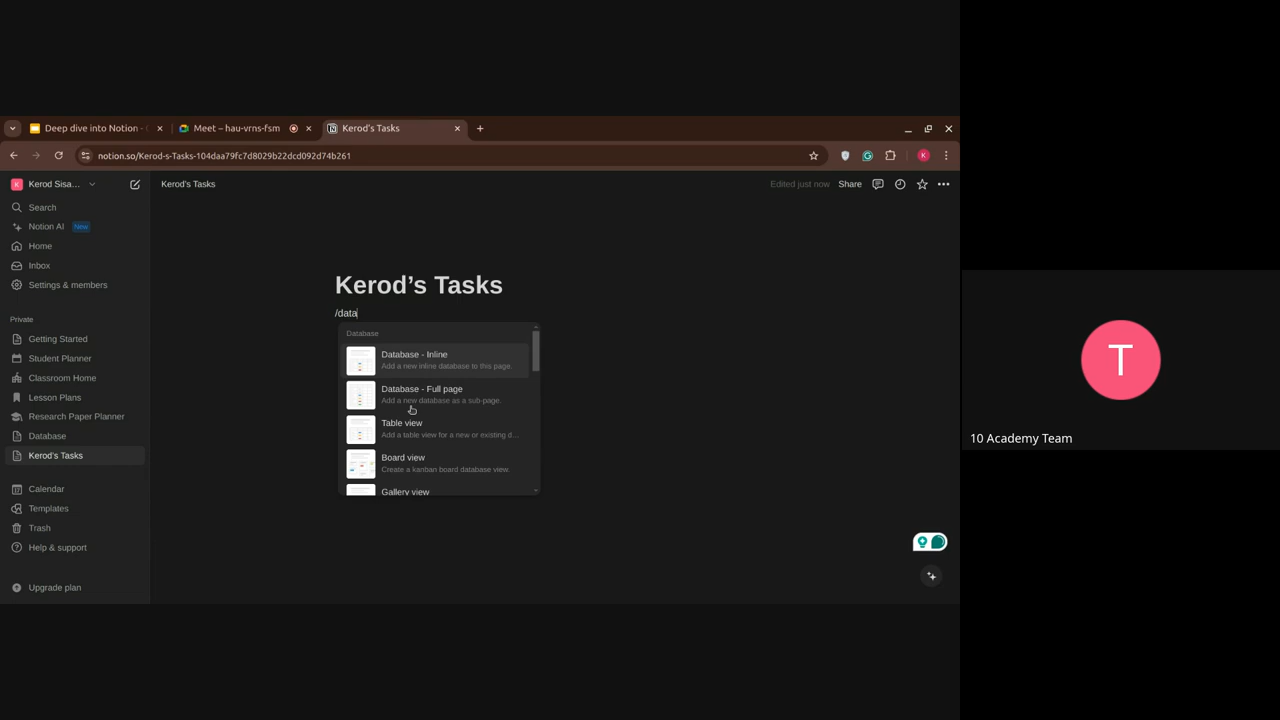 Deep dive into Notion -
Meet – hau-vrns-fsm
Kerod's Tasks
notion.so/Kerod-s-Tasks-104daa79fc7d8029b22dcd092d74b261
K
K
Kerod Sisa...
Kerod's Tasks
Edited just now
Share
Search
Notion AI
New
Home
Inbox
Settings & members
Private
Getting Started
Student Planner
Classroom Home
Lesson Plans
Research Paper Planner
Database
Kerod's Tasks
Calendar
Templates
Trash
Help & support
Upgrade plan
Kerod's Tasks
/data
Database
Database - Inline
Add a new inline database to this page.
Database - Full page
Add a new database as a sub-page.
Table view
Add a table view for a new or existing d...
Board view
Create a kanban board database view.
Gallery view
T
10 Academy Team